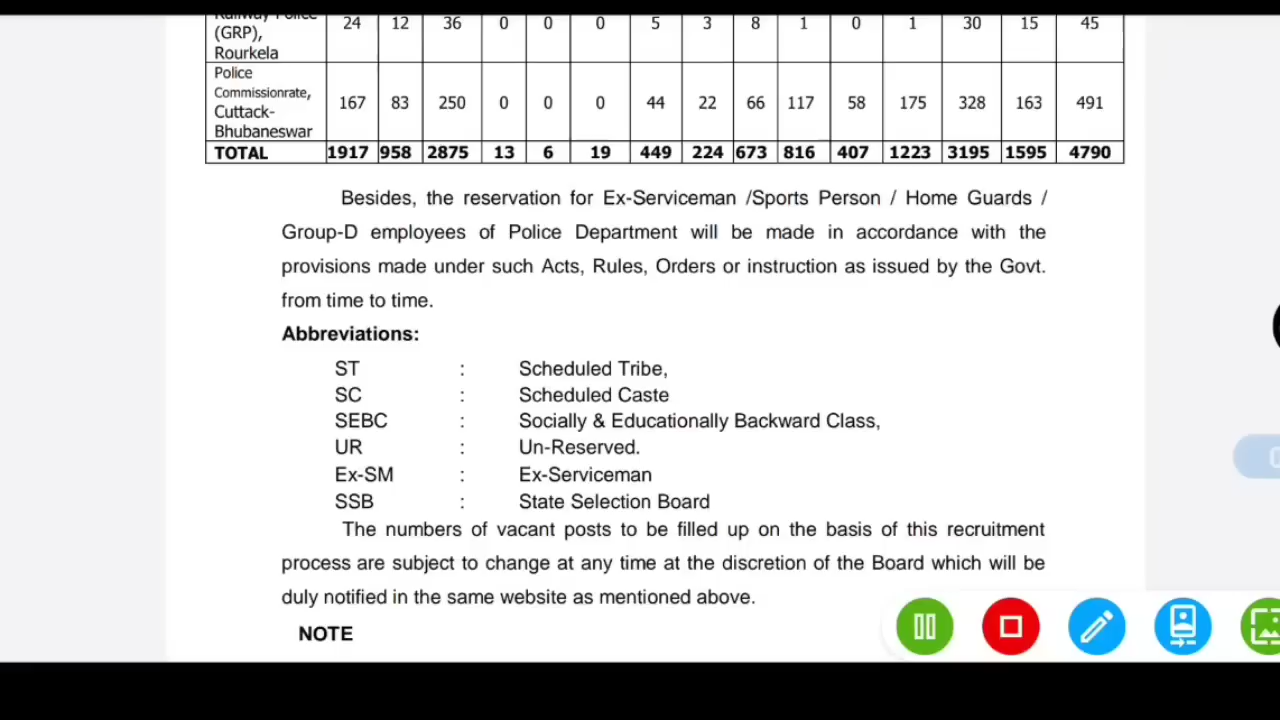 Railway Police 24 12 36 0 0 0 5 3 8 1 0 1 30 15 45
(GRP),
Rourkela
Police
Commissionrate,
Cuttack-
Bhubaneswar 167 83 250 0 0 0 44 22 66 117 58 175 328 163 491
TOTAL 1917 958 2875 13 6 19 449 224 673 816 407 1223 3195 1595 4790
Besides, the reservation for Ex-Serviceman /Sports Person / Home Guards /
Group-D employees of Police Department will be made in accordance with the
provisions made under such Acts, Rules, Orders or instruction as issued by the Govt.
from time to time.
Abbreviations:
ST : Scheduled Tribe,
SC : Scheduled Caste
SEBC : Socially & Educationally Backward Class,
UR : Un-Reserved.
Ex-SM : Ex-Serviceman
SSB : State Selection Board
The numbers of vacant posts to be filled up on the basis of this recruitment
process are subject to change at any time at the discretion of the Board which will be
duly notified in the same website as mentioned above.
NOTE